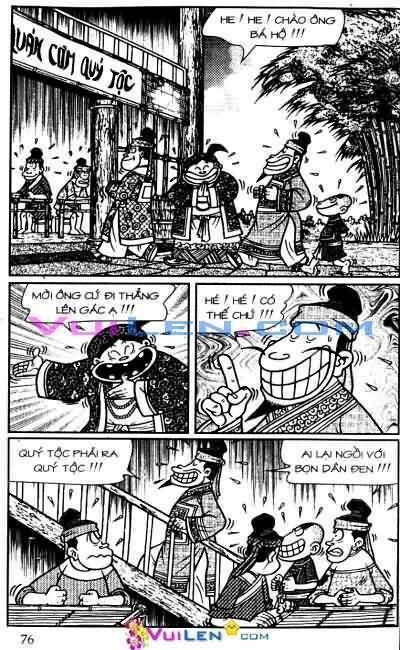 QUÁN CƠM QUÝ TỘC
HE ! HE ! CHÀO ÔNG
BÁ HỘ !!!
MỜI ÔNG CỨ ĐI THẲNG
LÊN GÁC Ạ !!!
HÉ ! HÉ ! CÓ
THẾ CHỨ !!!
VuiLen.com
QUÝ TỘC PHẢI RA
QUÝ TỘC !!!
AI LẠI NGỒI VỚI
BỌN DÂN ĐEN !!!
76
VuiLen.com